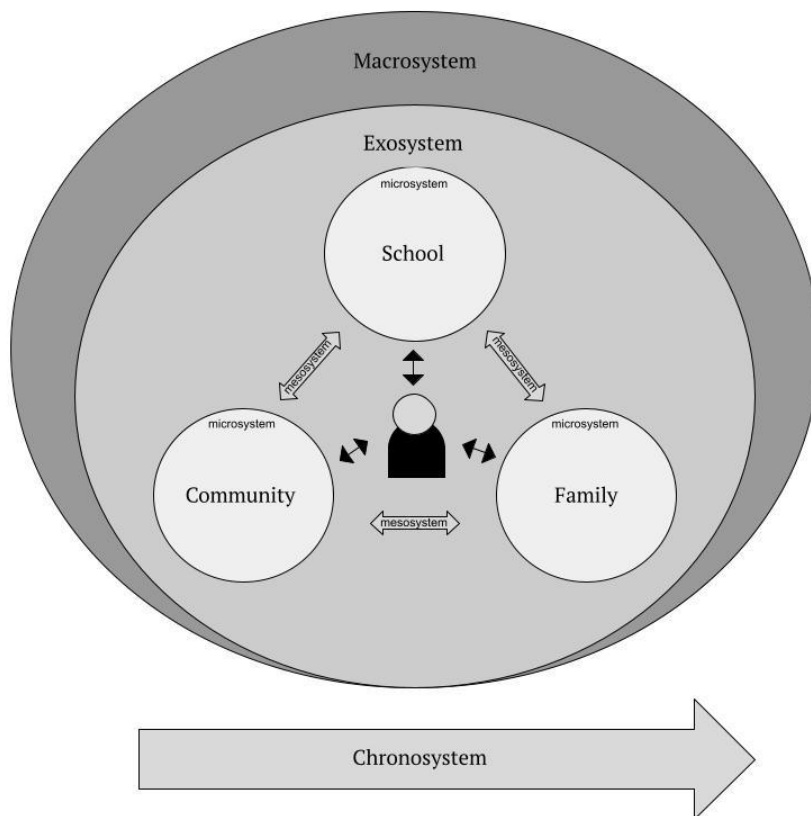 Macrosystem
Exosystem
microsystem
School
mesosystem
mesosystem
microsystem
Community
microsystem
Family
mesosystem
Chronosystem